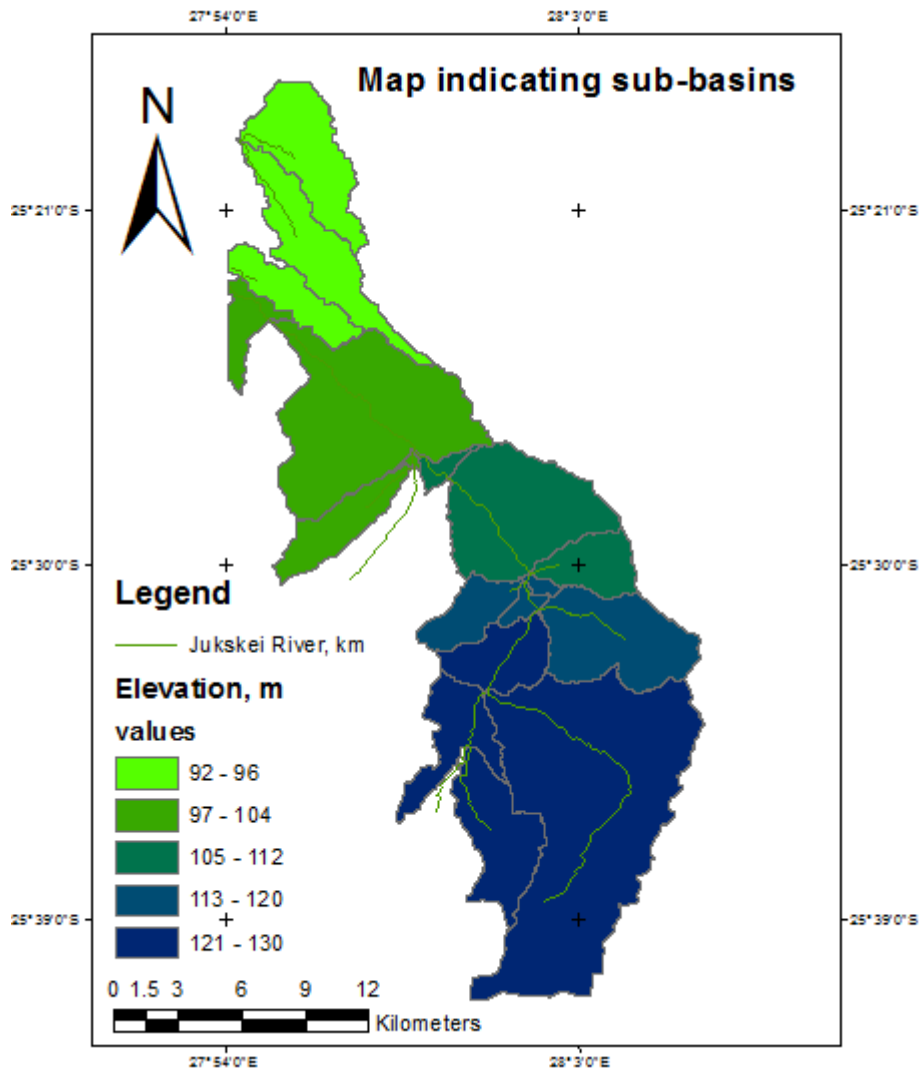 27°54'0"E 28°3'0"E
Map indicating sub-basins
N
25°21'0"S 25°21'0"S
25°30'0"S 25°30'0"S
Legend
Jukskei River, km
Elevation, m
values
92 - 96
97 - 104
105 - 112
113 - 120
121 - 130
25°39'0"S 25°39'0"S
0 1.5 3 6 9 12
Kilometers
27°54'0"E 28°3'0"E